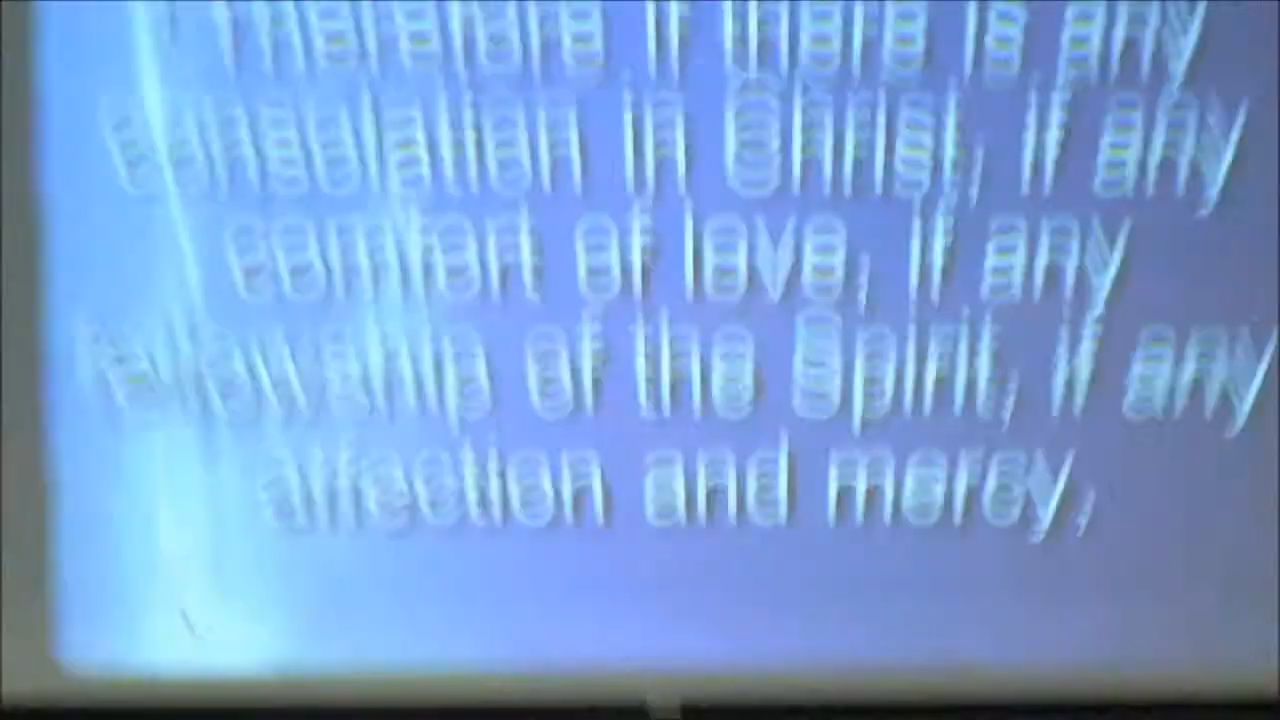 Therefore if there is any
consolation in Christ, if any
comfort of love, if any
fellowship of the Spirit, if any
affection and mercy,